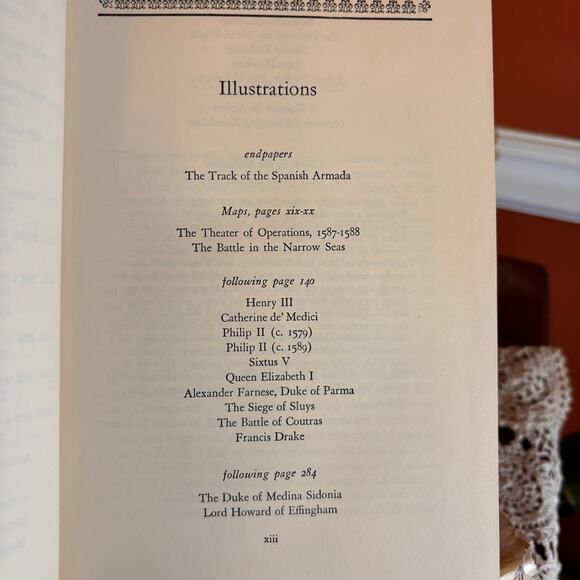 Illustrations
endpapers
The Track of the Spanish Armada
Maps, pages xix-xx
The Theater of Operations, 1587-1588
The Battle in the Narrow Seas
following page 140
Henry III
Catherine de' Medici
Philip II (c. 1579)
Philip II (c. 1589)
Sixtus V
Queen Elizabeth I
Alexander Farnese, Duke of Parma
The Siege of Sluys
The Battle of Coutras
Francis Drake
following page 284
The Duke of Medina Sidonia
Lord Howard of Effingham
xiii